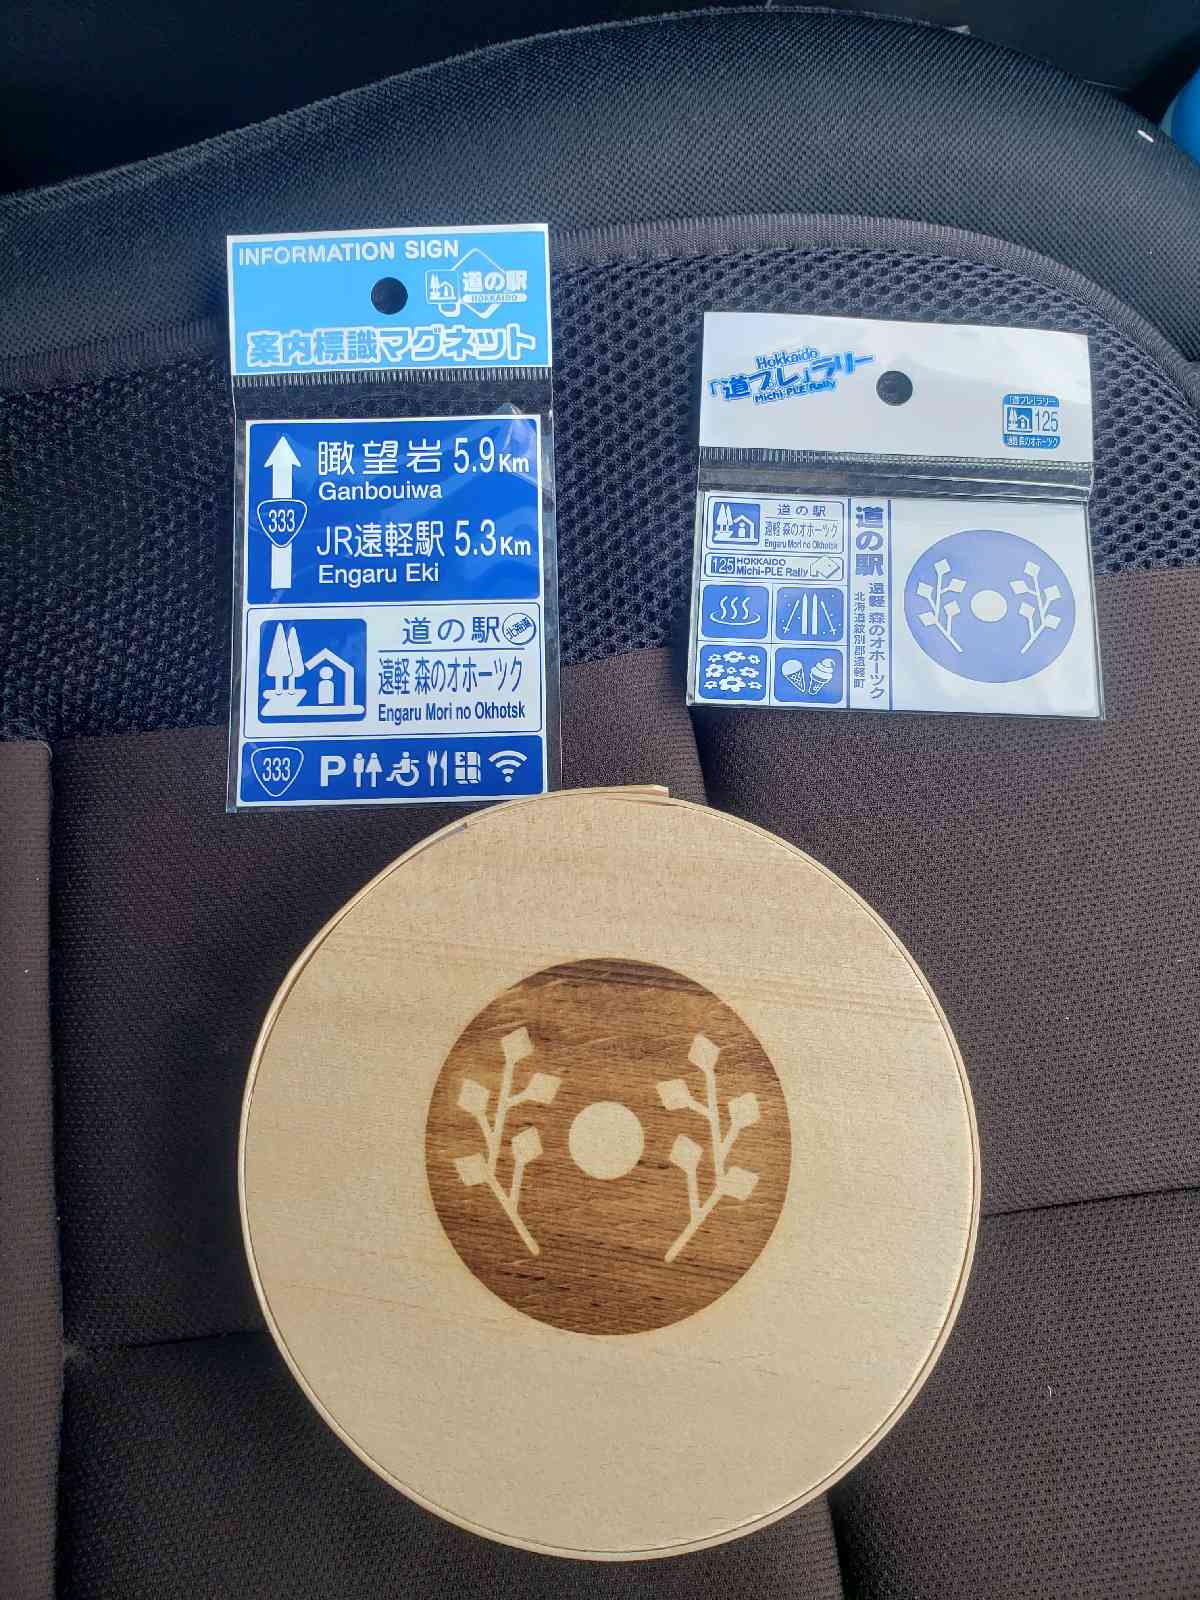 INFORMATION SIGN
道の駅
HOKKAIDO
案内標識マグネット
瞰望岩 5.9Km
Ganbouiwa
333
JR遠軽駅 5.3Km
Engaru Eki
道の駅
北海道
遠軽 森のオホーツク
Engaru Mori no Okhotsk
333
P
Hokkaido
「道プレ」ラリー
Michi-PLE Rally
「道プレ」ラリー
125
遠軽 森のオホーツク
道の駅
遠軽 森のオホーツク
Engaru Mori no Okhotsk
125
HOKKAIDO
Michi-PLE Rally
道の駅
遠軽 森のオホーツク
北海道紋別郡遠軽町